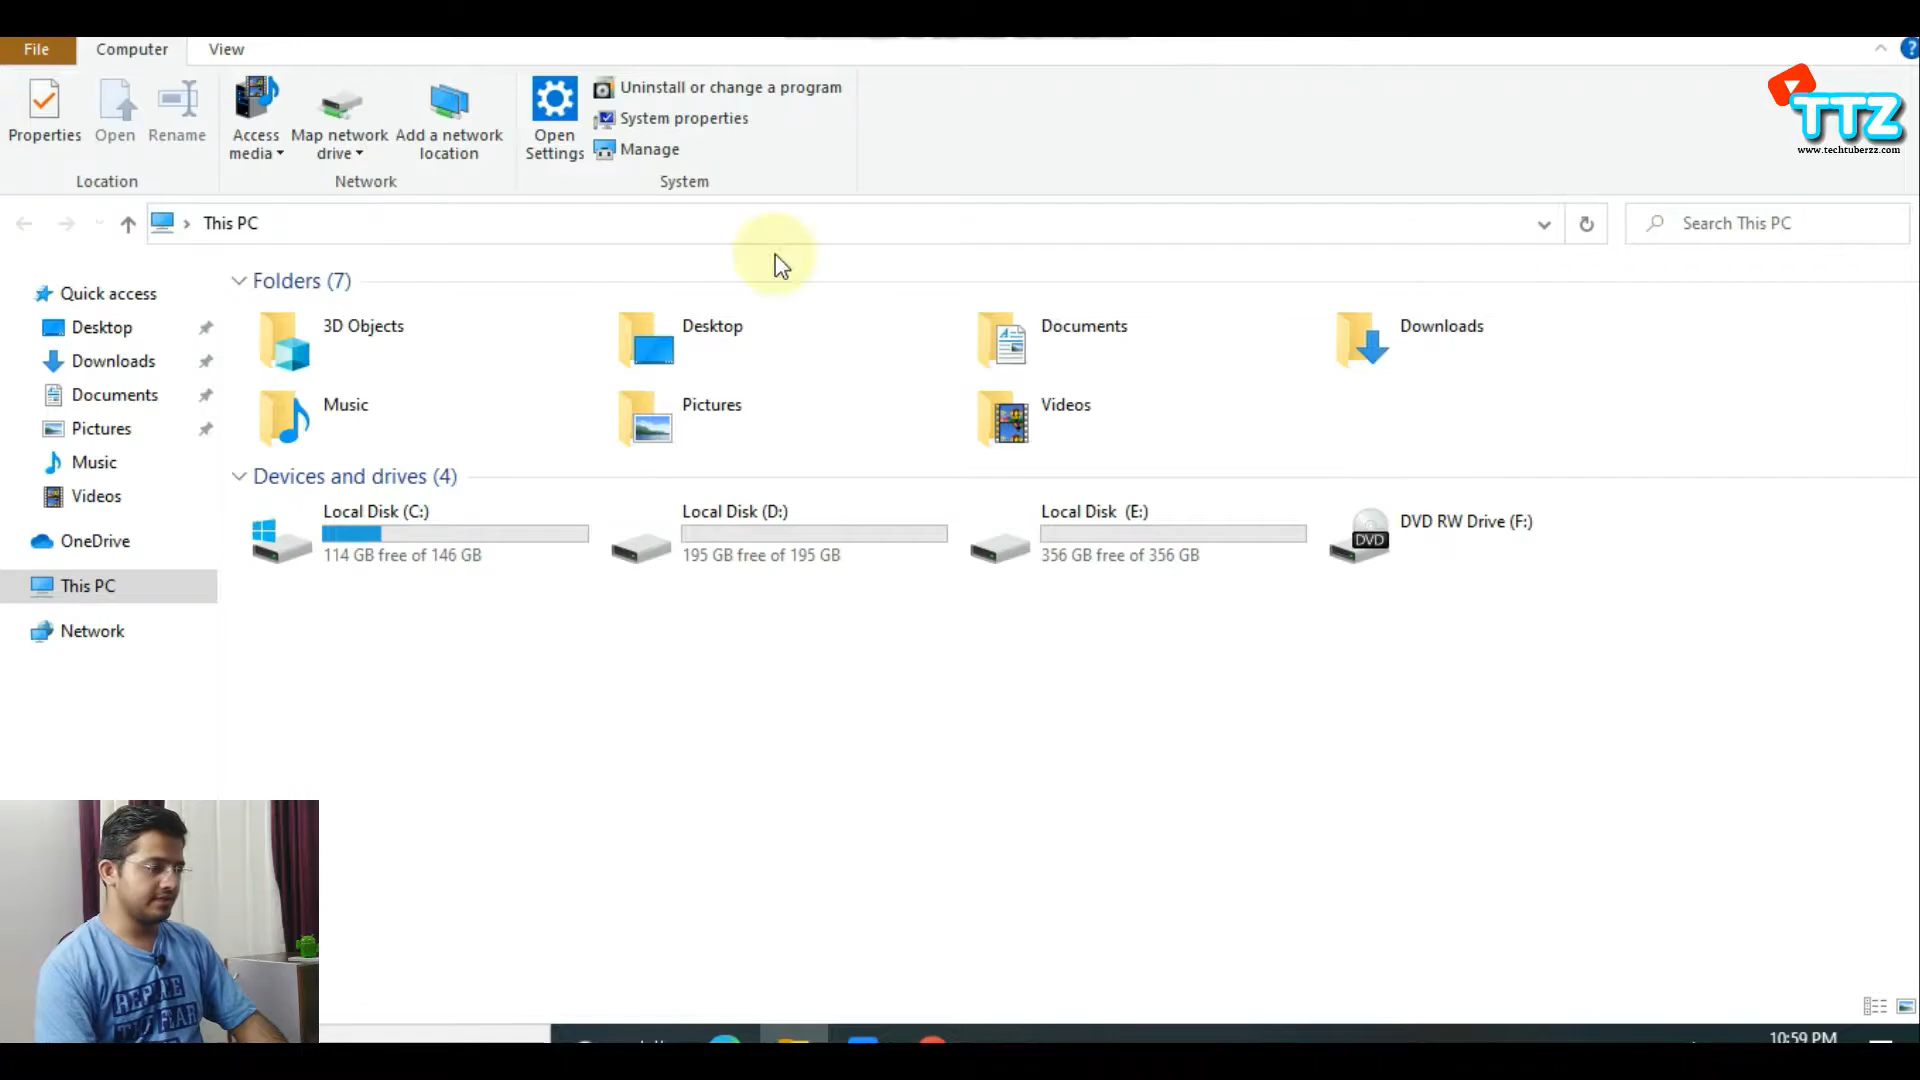 File Computer View
TTZ
www.techtuberzz.com
Properties Open Rename
Access media Map network drive Add a network location
Open Settings
Uninstall or change a program
System properties
Manage
Location Network System
This PC
Search This PC
Quick access
Desktop
Downloads
Documents
Pictures
Music
Videos
OneDrive
This PC
Network
Folders (7)
3D Objects Desktop Documents Downloads
Music Pictures Videos
Devices and drives (4)
Local Disk (C:)
114 GB free of 146 GB
Local Disk (D:)
195 GB free of 195 GB
Local Disk (E:)
356 GB free of 356 GB
DVD
DVD RW Drive (F:)
10:59 PM